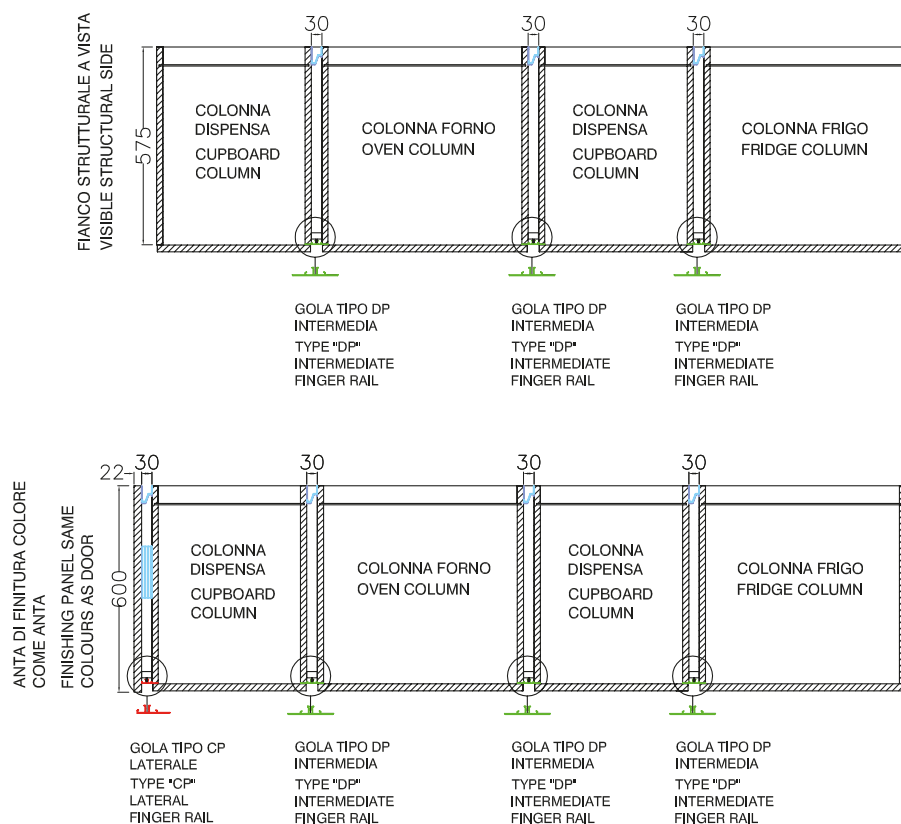 30
30
30
FIANCO STRUTTURALE A VISTA
VISIBLE STRUCTURAL SIDE
575
COLONNA
DISPENSA
CUPBOARD
COLUMN
COLONNA FORNO
OVEN COLUMN
COLONNA
DISPENSA
CUPBOARD
COLUMN
COLONNA FRIGO
FRIDGE COLUMN
GOLA TIPO DP
INTERMEDIA
TYPE "DP"
INTERMEDIATE
FINGER RAIL
GOLA TIPO DP
INTERMEDIA
TYPE "DP"
INTERMEDIATE
FINGER RAIL
GOLA TIPO DP
INTERMEDIA
TYPE "DP"
INTERMEDIATE
FINGER RAIL
22
30
30
30
30
ANTA DI FINITURA COLORE
COME ANTA
FINISHING PANEL SAME
COLOURS AS DOOR
600
COLONNA
DISPENSA
CUPBOARD
COLUMN
COLONNA FORNO
OVEN COLUMN
COLONNA
DISPENSA
CUPBOARD
COLUMN
COLONNA FRIGO
FRIDGE COLUMN
GOLA TIPO CP
LATERALE
TYPE "CP"
LATERAL
FINGER RAIL
GOLA TIPO DP
INTERMEDIA
TYPE "DP"
INTERMEDIATE
FINGER RAIL
GOLA TIPO DP
INTERMEDIA
TYPE "DP"
INTERMEDIATE
FINGER RAIL
GOLA TIPO DP
INTERMEDIA
TYPE "DP"
INTERMEDIATE
FINGER RAIL